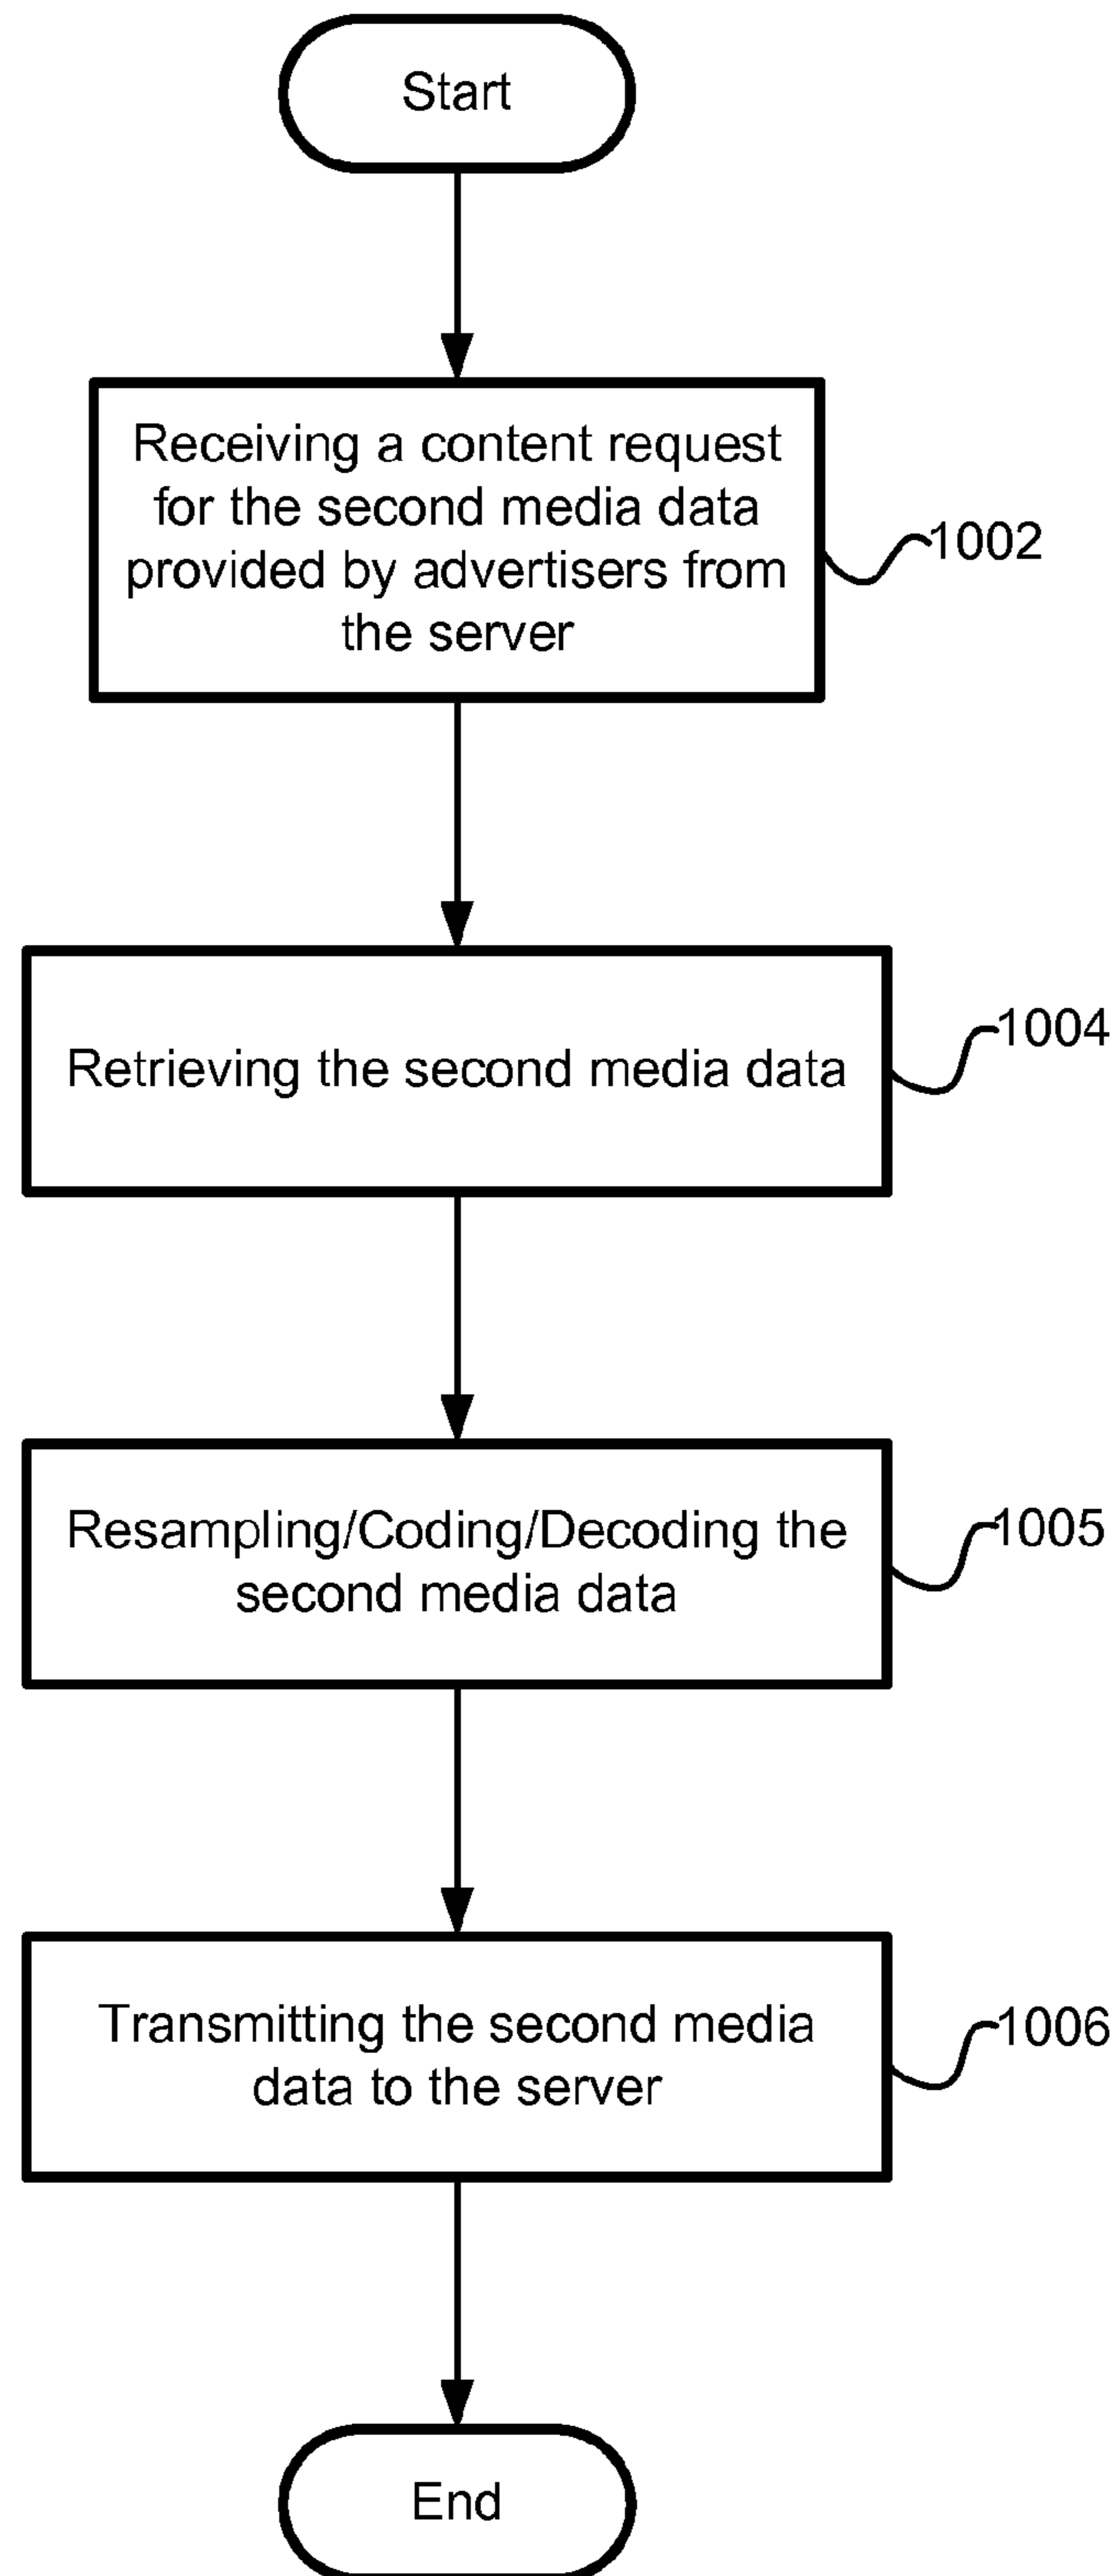 Start
Receiving a content request
for the second media data
provided by advertisers from
the server
1002
Retrieving the second media data
1004
Resampling/Coding/Decoding the
second media data
1005
Transmitting the second media
data to the server
1006
End